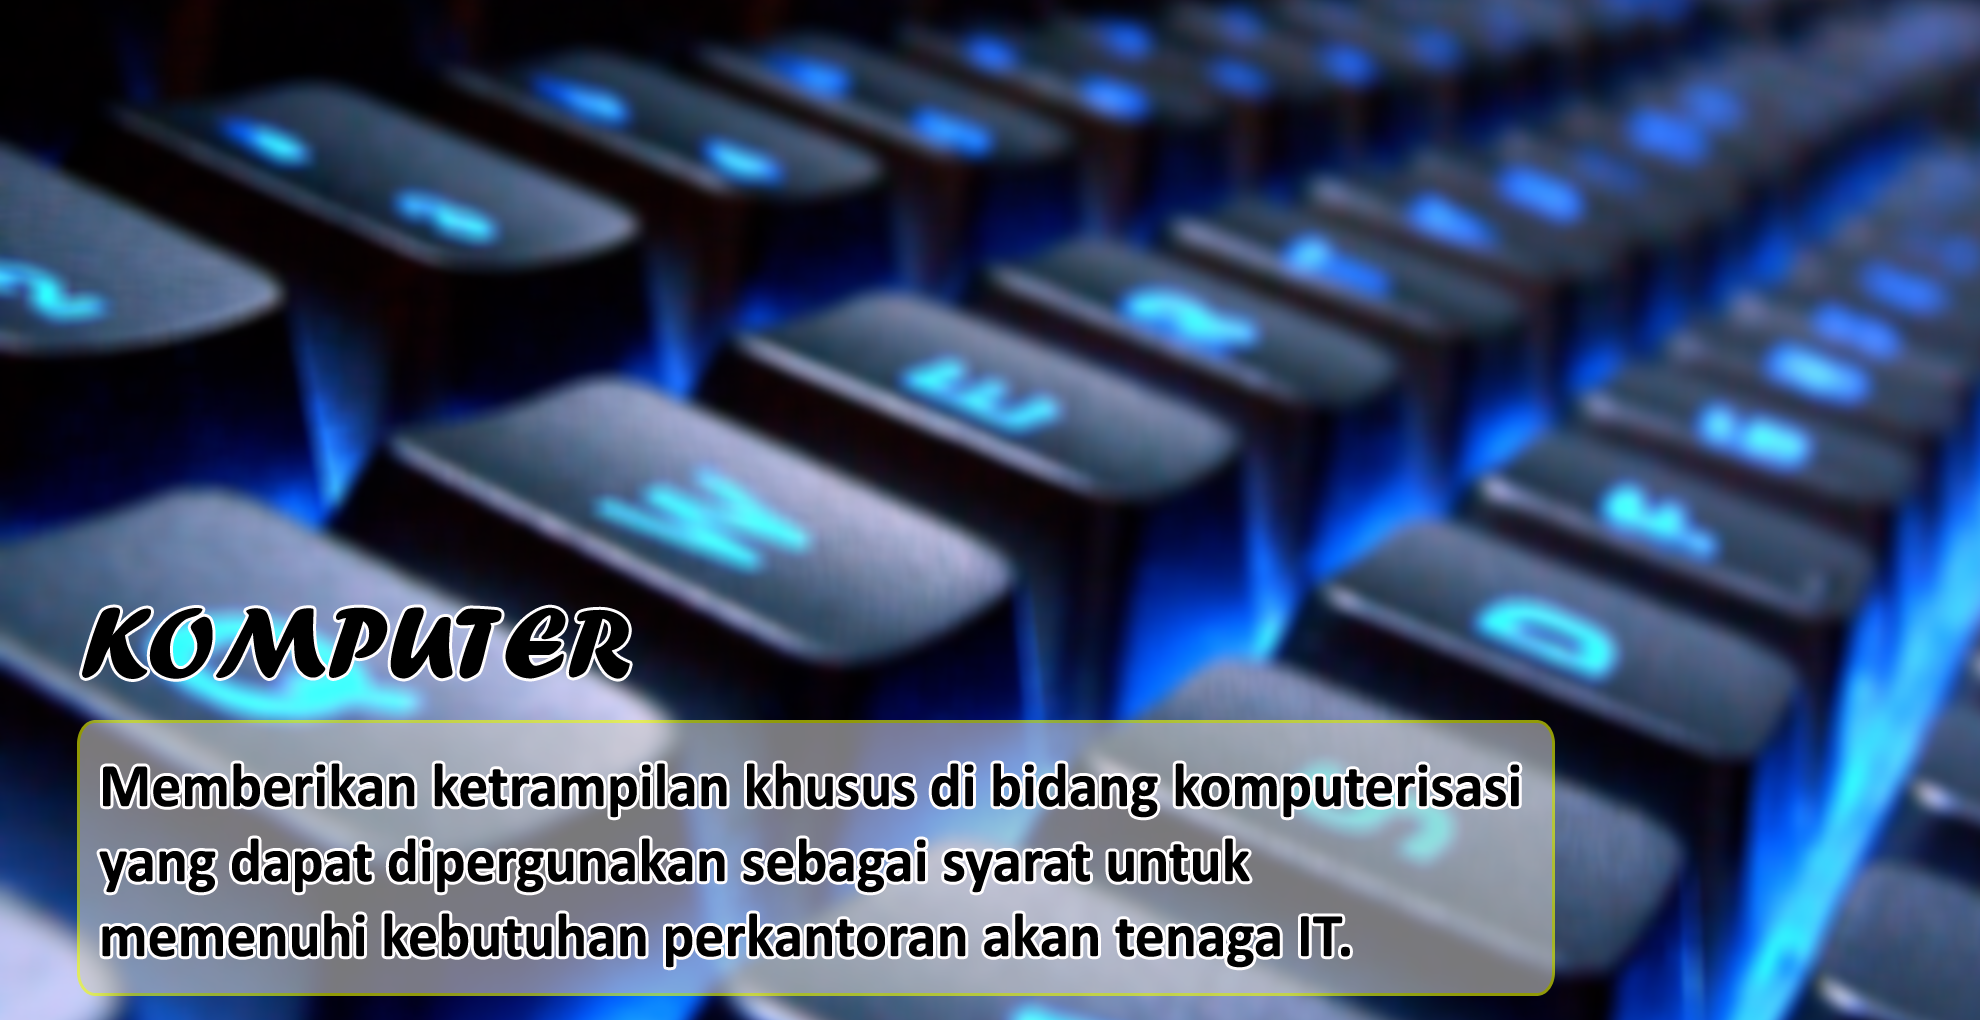 KOMPUTER
Memberikan ketrampilan khusus di bidang komputerisasi
yang dapat dipergunakan sebagai syarat untuk
memenuhi kebutuhan perkantoran akan tenaga IT.
2
W
E
R
D
F
Q
S